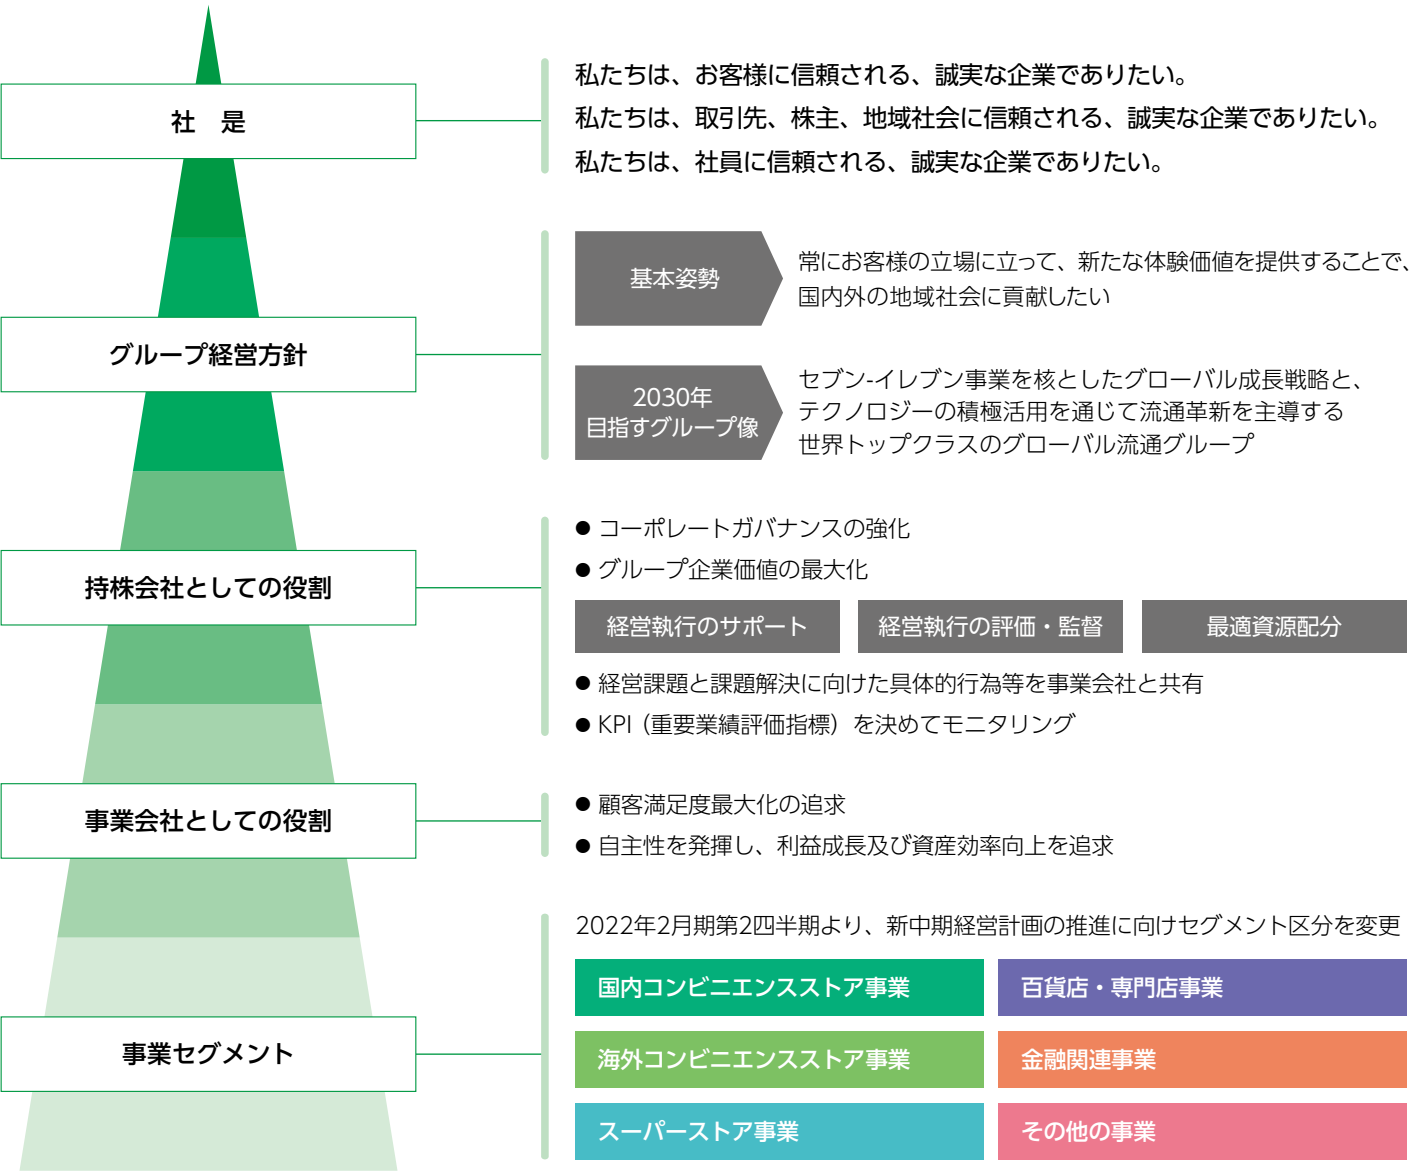 社　是
私たちは、お客様に信頼される、誠実な企業でありたい。
私たちは、取引先、株主、地域社会に信頼される、誠実な企業でありたい。
私たちは、社員に信頼される、誠実な企業でありたい。
グループ経営方針
基本姿勢
常にお客様の立場に立って、新たな体験価値を提供することで、
国内外の地域社会に貢献したい
2030年
目指すグループ像
セブン-イレブン事業を核としたグローバル成長戦略と、
テクノロジーの積極活用を通じて流通革新を主導する
世界トップクラスのグローバル流通グループ
持株会社としての役割
● コーポレートガバナンスの強化
● グループ企業価値の最大化
経営執行のサポート
経営執行の評価・監督
最適資源配分
● 経営課題と課題解決に向けた具体的行為等を事業会社と共有
● KPI（重要業績評価指標）を決めてモニタリング
事業会社としての役割
● 顧客満足度最大化の追求
● 自主性を発揮し、利益成長及び資産効率向上を追求
事業セグメント
2022年2月期第2四半期より、新中期経営計画の推進に向けセグメント区分を変更
国内コンビニエンスストア事業
百貨店・専門店事業
海外コンビニエンスストア事業
金融関連事業
スーパーストア事業
その他の事業